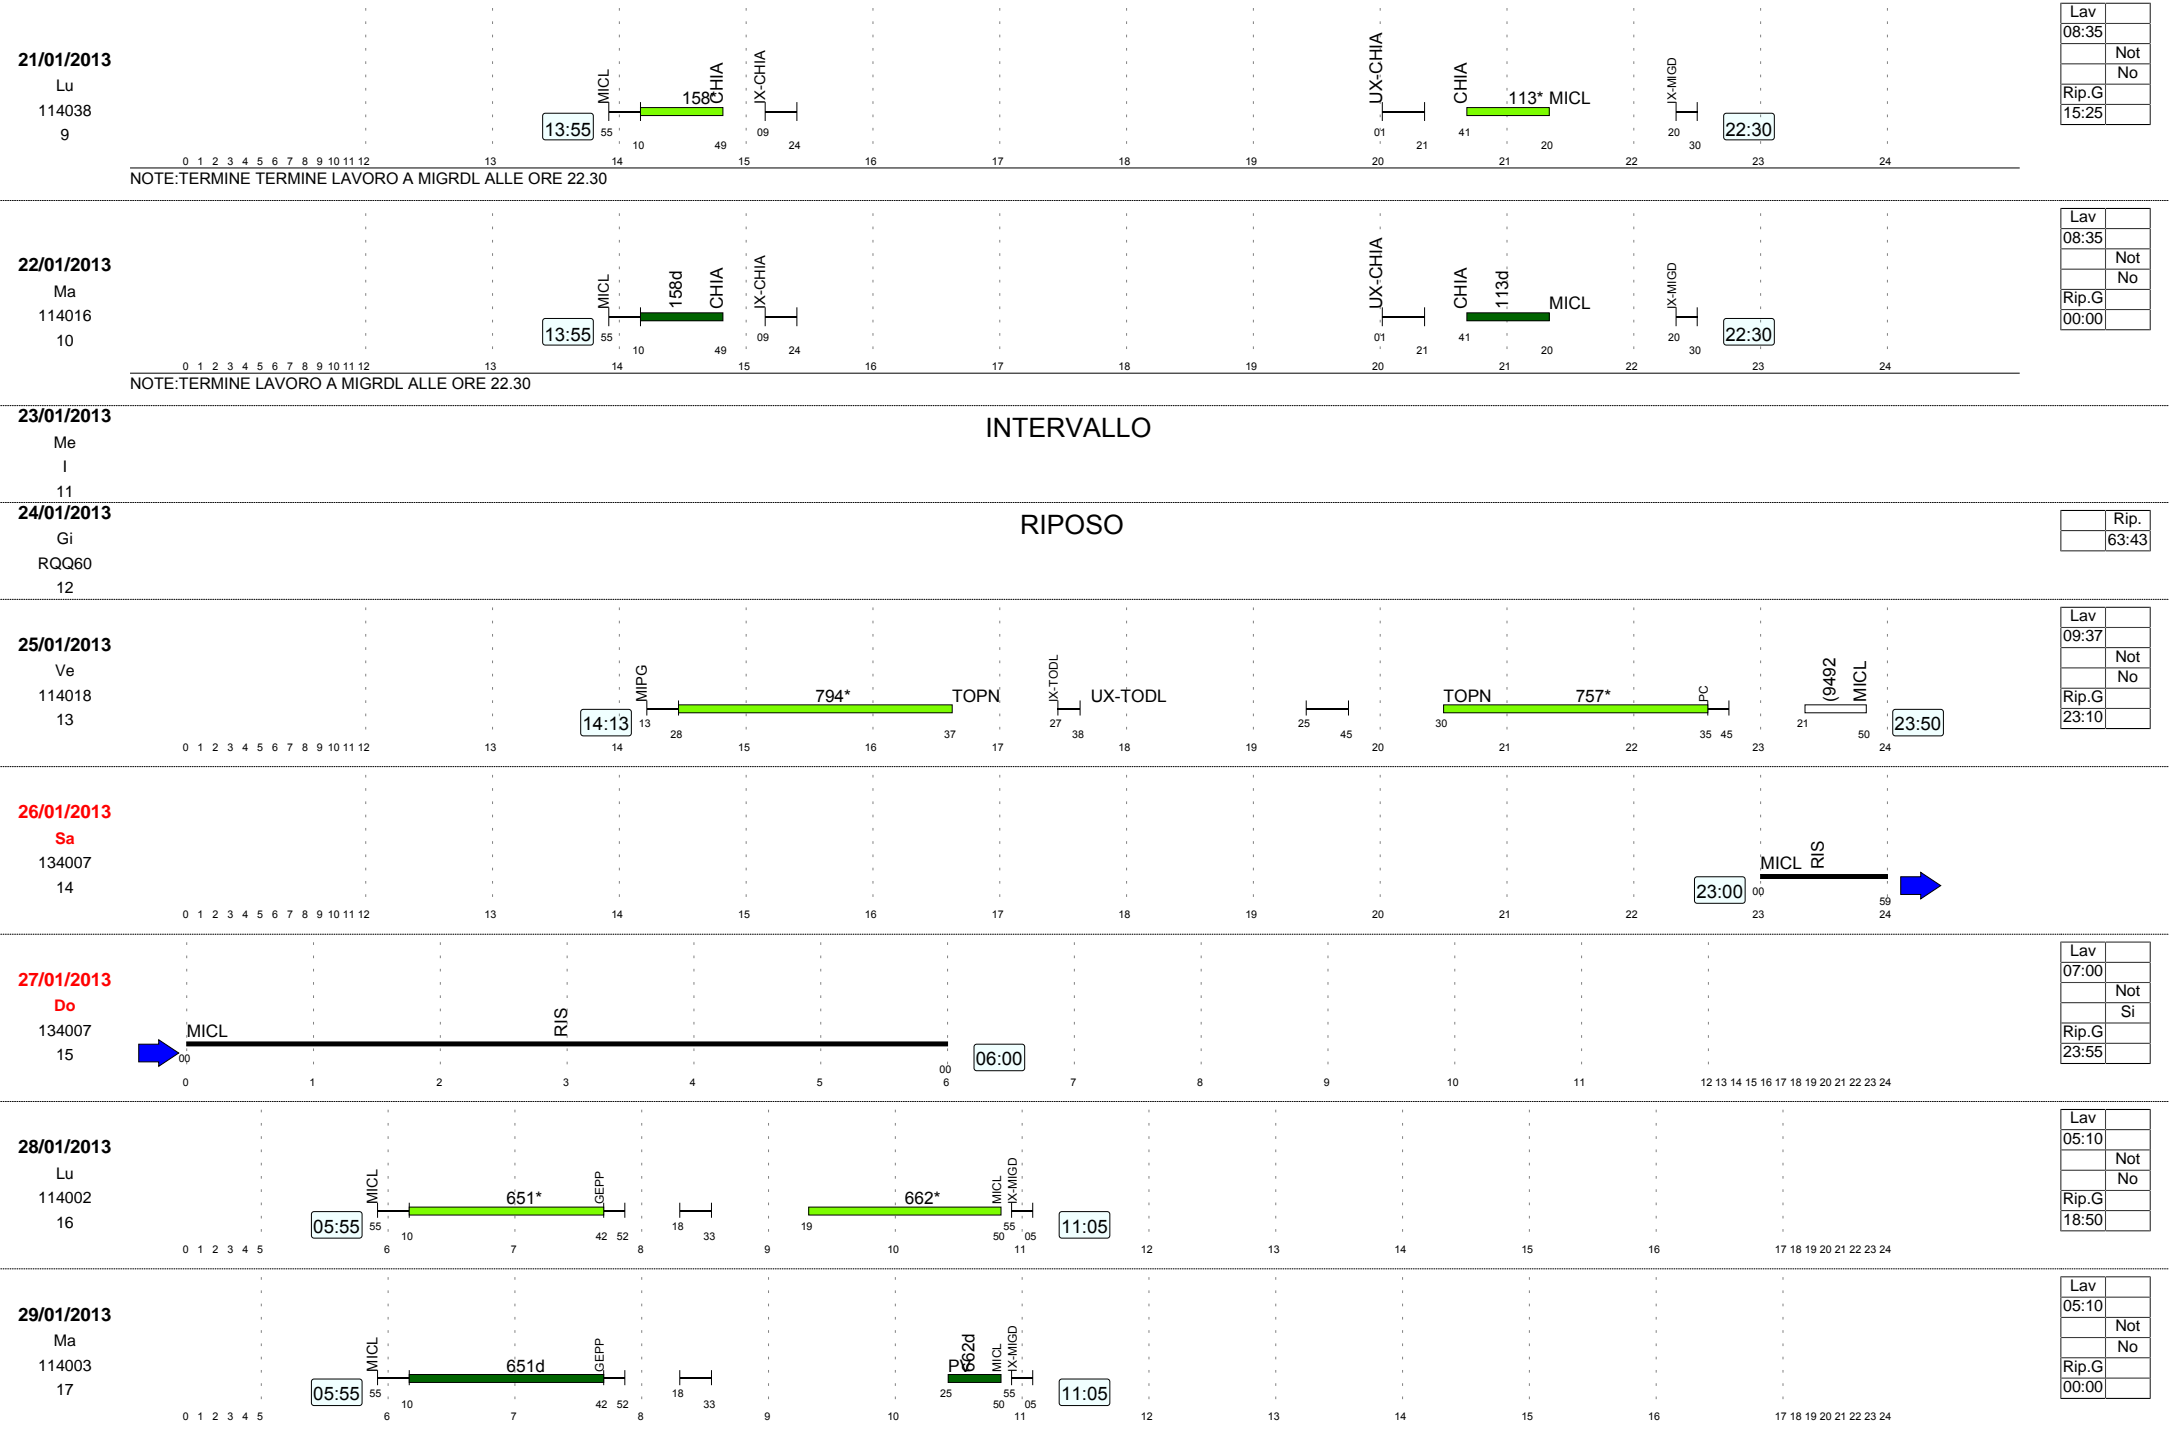 21/01/2013
Lu
114038
9
13:55
MICL
158*
CHIA
IX-CHIA
UX-CHIA
CHIA
113* MICL
IX-MIGD
22:30
55 10 49 09 24 01 21 41 20 20 30
0 1 2 3 4 5 6 7 8 9 10 11 12 13 14 15 16 17 18 19 20 21 22 23 24
NOTE:TERMINE TERMINE LAVORO A MIGRDL ALLE ORE 22.30
Lav
08:35
Not
No
Rip.G
15:25
22/01/2013
Ma
114016
10
13:55
MICL
158d
CHIA
IX-CHIA
UX-CHIA
CHIA
113d
MICL
IX-MIGD
22:30
55 10 49 09 24 01 21 41 20 20 30
0 1 2 3 4 5 6 7 8 9 10 11 12 13 14 15 16 17 18 19 20 21 22 23 24
NOTE:TERMINE LAVORO A MIGRDL ALLE ORE 22.30
Lav
08:35
Not
No
Rip.G
00:00
23/01/2013
Me
I
11
INTERVALLO
24/01/2013
Gi
RQQ60
12
RIPOSO
Rip.
63:43
25/01/2013
Ve
114018
13
14:13
MIPG
794*
TOPN
IX-TODL
UX-TODL
TOPN
757*
PC
(9492
MICL
23:50
13 28 37 27 38 25 45 30 35 45 21 50
0 1 2 3 4 5 6 7 8 9 10 11 12 13 14 15 16 17 18 19 20 21 22 23 24
Lav
09:37
Not
No
Rip.G
23:10
26/01/2013
Sa
134007
14
23:00
MICL
RIS
00 59
0 1 2 3 4 5 6 7 8 9 10 11 12 13 14 15 16 17 18 19 20 21 22 23 24
27/01/2013
Do
134007
15
MICL
RIS
06:00
00 00
0 1 2 3 4 5 6 7 8 9 10 11 12 13 14 15 16 17 18 19 20 21 22 23 24
Lav
07:00
Not
Si
Rip.G
23:55
28/01/2013
Lu
114002
16
05:55
MICL
651*
GEPP
662*
MICL
IX-MIGD
11:05
55 10 42 52 18 33 19 50 55 05
0 1 2 3 4 5 6 7 8 9 10 11 12 13 14 15 16 17 18 19 20 21 22 23 24
Lav
05:10
Not
No
Rip.G
18:50
29/01/2013
Ma
114003
17
05:55
MICL
651d
GEPP
662d
MICL
IX-MIGD
11:05
55 10 42 52 18 33 25 50 55 05
0 1 2 3 4 5 6 7 8 9 10 11 12 13 14 15 16 17 18 19 20 21 22 23 24
Lav
05:10
Not
No
Rip.G
00:00